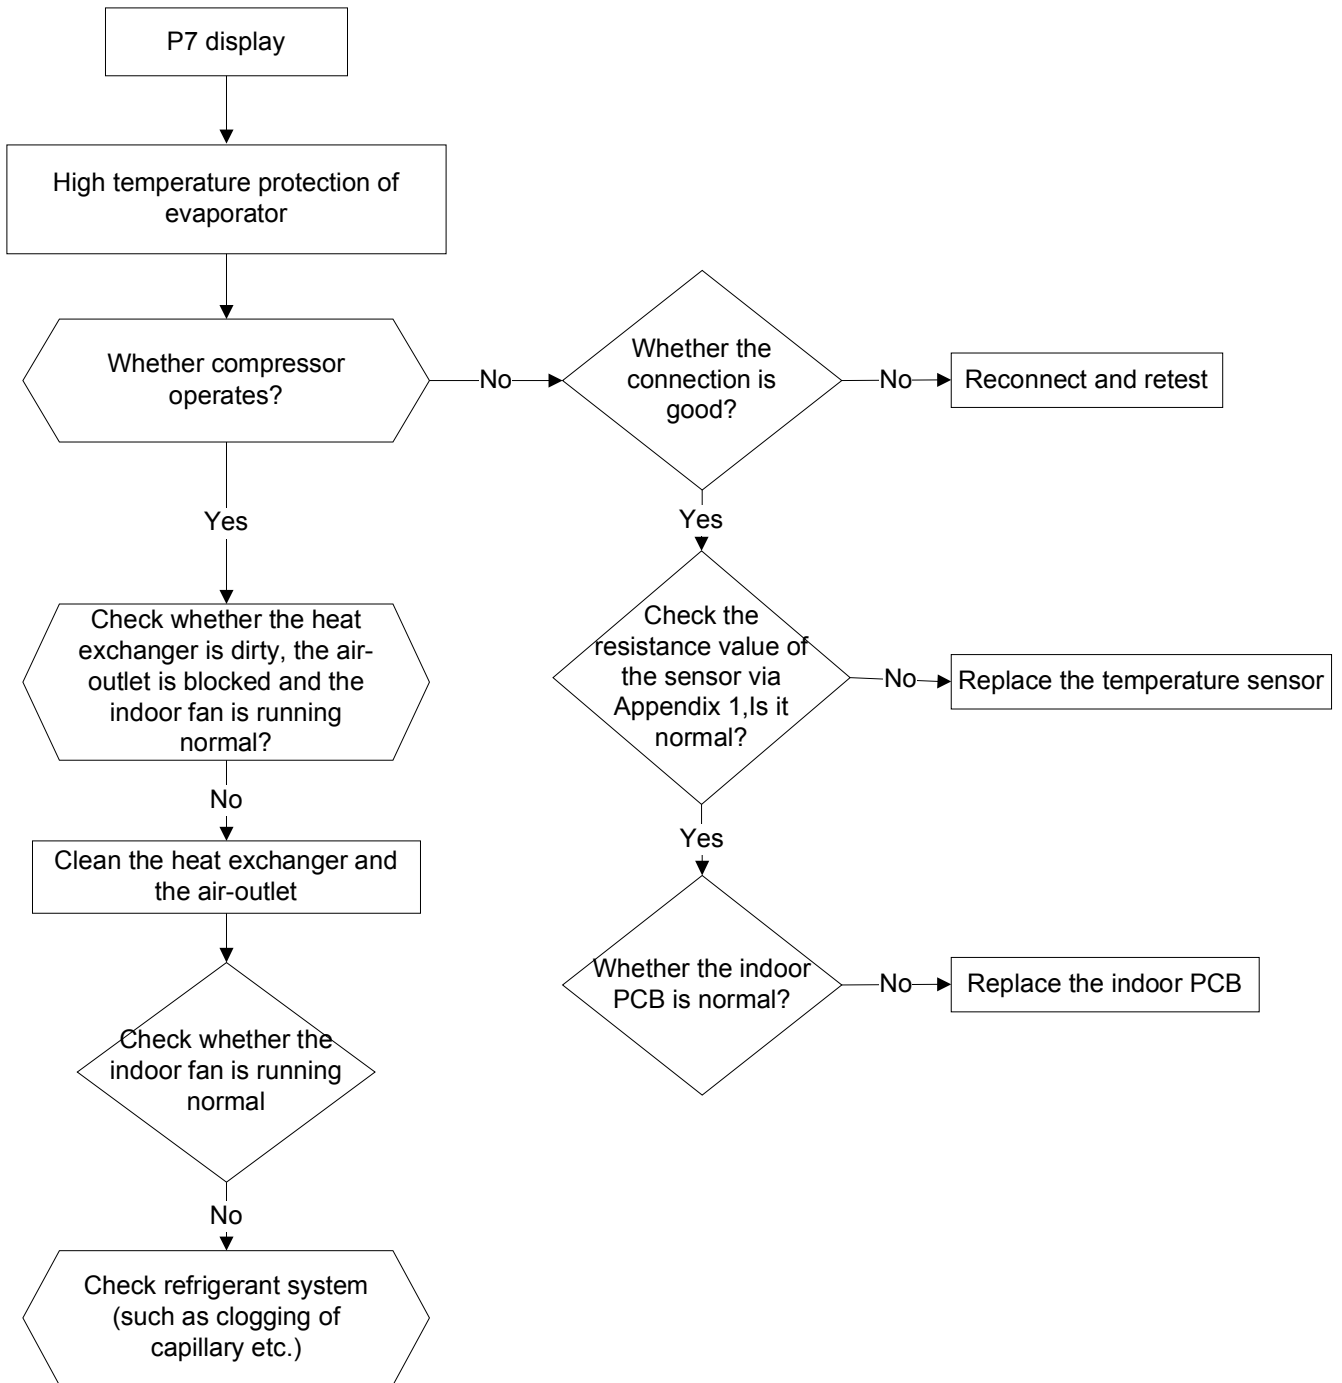 P7 display
High temperature protection of
evaporator
Whether compressor
operates?
No
Whether the
connection is
good?
No
Reconnect and retest
Yes
Yes
Check whether the heat
exchanger is dirty, the air-
outlet is blocked and the
indoor fan is running
normal?
Check the
resistance value of
the sensor via
Appendix 1,Is it
normal?
No
Replace the temperature sensor
No
Yes
Clean the heat exchanger and
the air-outlet
Whether the indoor
PCB is normal?
No
Replace the indoor PCB
Check whether the
indoor fan is running
normal
No
Check refrigerant system
(such as clogging of
capillary etc.)